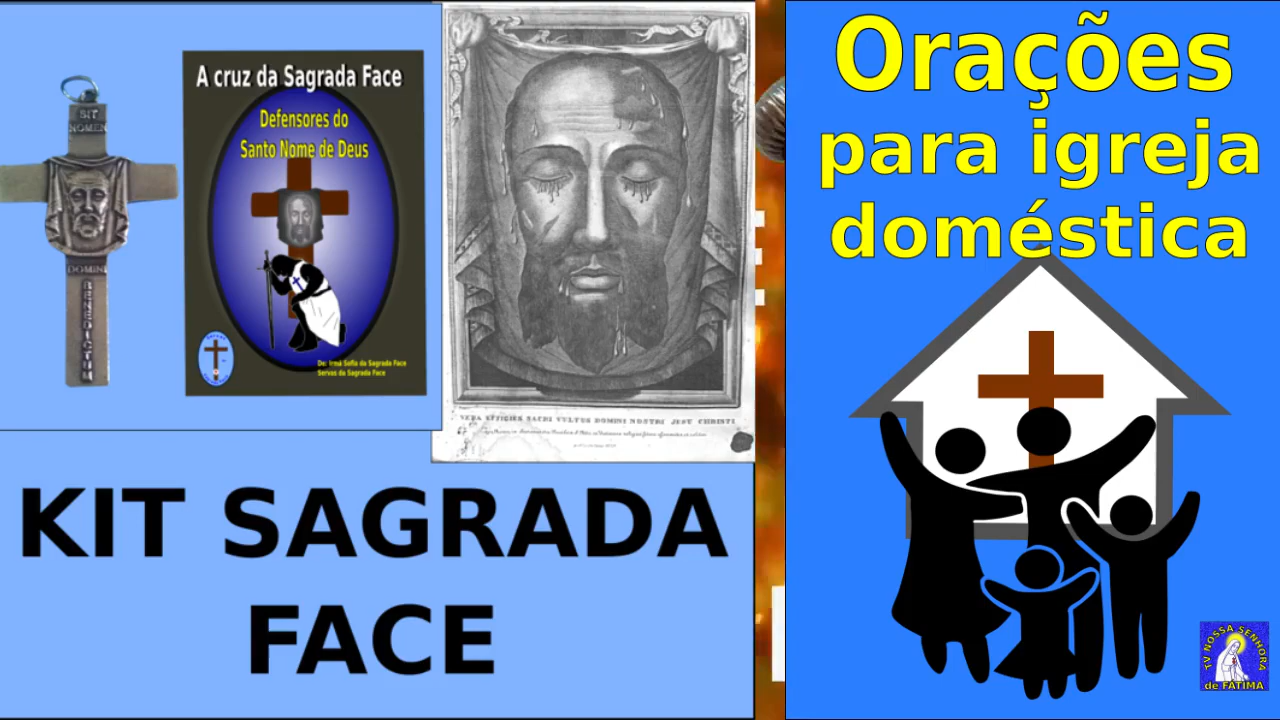 SIT
NOMEN
DOMINI
BENEDICTUM
A cruz da Sagrada Face
Defensores do
Santo Nome de Deus
De: Irmã Sofia da Sagrada Face
Servas da Sagrada Face
VERA EFFIGIES SACRI VULTUS DOMINI NOSTRI JESU CHRISTI
KIT SAGRADA
FACE
Orações
para igreja
doméstica
TV NOSSA SENHORA
de FÁTIMA